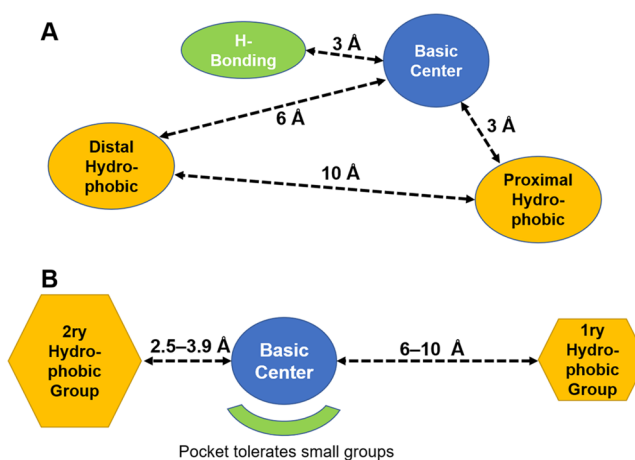 A
H-
Bonding
3 Å
Basic
Center
6 Å
3 Å
Distal
Hydro-
phobic
10 Å
Proximal
Hydro-
phobic
B
2ry
Hydro-
phobic
Group
2.5–3.9 Å
Basic
Center
6–10 Å
1ry
Hydro-
phobic
Group
Pocket tolerates small groups